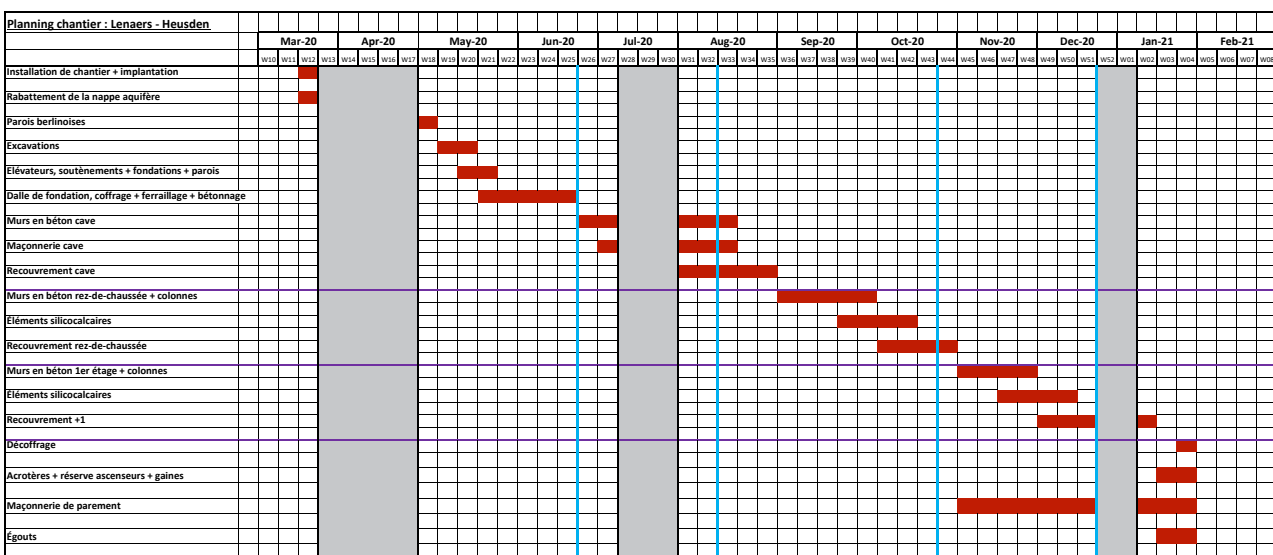 Planning chantier : Lenaers - Heusden
Mar-20 Apr-20 May-20 Jun-20 Jul-20 Aug-20 Sep-20 Oct-20 Nov-20 Dec-20 Jan-21 Feb-21
W10 W11 W12 W13 W14 W15 W16 W17 W18 W19 W20 W21 W22 W23 W24 W25 W26 W27 W28 W29 W30 W31 W32 W33 W34 W35 W36 W37 W38 W39 W40 W41 W42 W43 W44 W45 W46 W47 W48 W49 W50 W51 W52 W01 W02 W03 W04 W05 W06 W07 W08
Installation de chantier + implantation
Rabattement de la nappe aquifère
Parois berlinoises
Excavations
Elévateurs, soutènements + fondations + parois
Dalle de fondation, coffrage + ferraillage + bétonnage
Murs en béton cave
Maçonnerie cave
Recouvrement cave
Murs en béton rez-de-chaussée + colonnes
Éléments silicocalcaires
Recouvrement rez-de-chaussée
Murs en béton 1er étage + colonnes
Éléments silicocalcaires
Recouvrement +1
Décoffrage
Acrotères + réserve ascenseurs + gaines
Maçonnerie de parement
Égouts